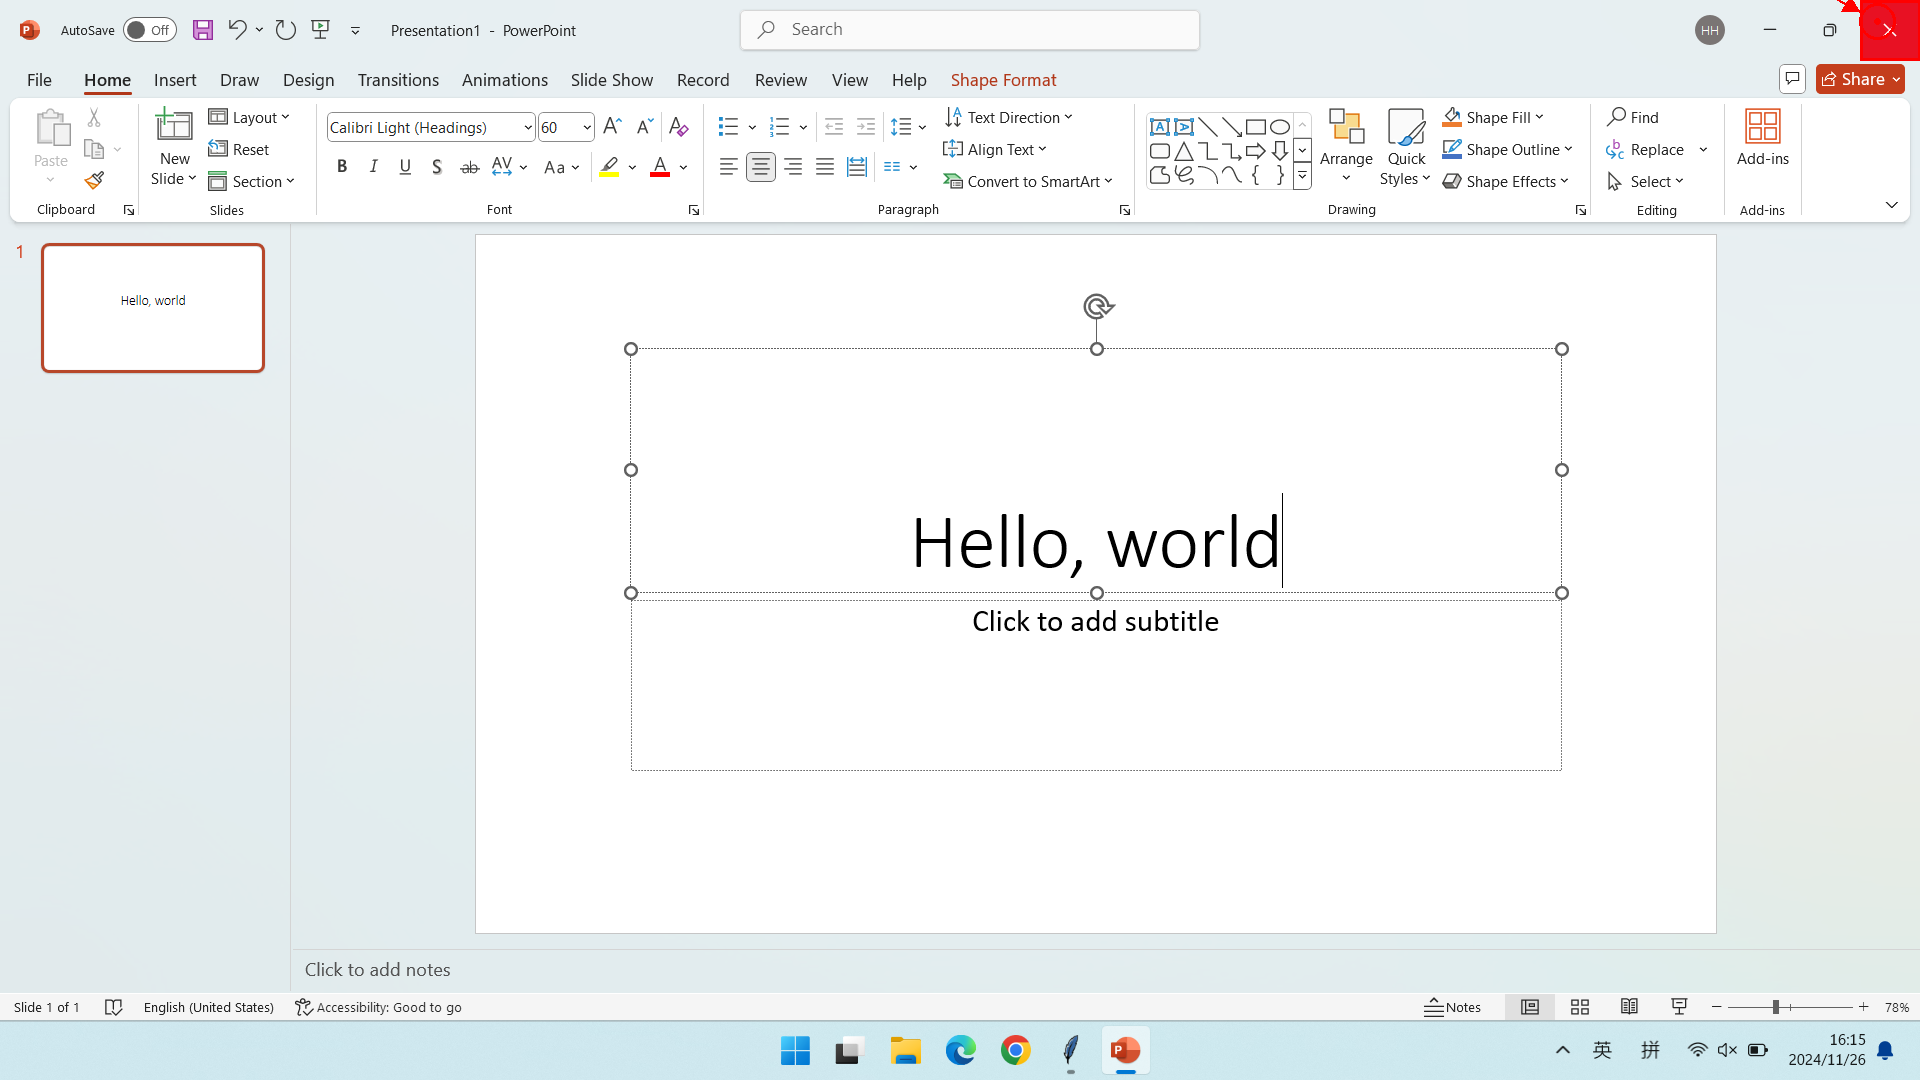 AutoSave Off Presentation1 - PowerPoint Search HH
File Home Insert Draw Design Transitions Animations Slide Show Record Review View Help Shape Format Share
Paste
New Slide
Layout
Reset
Section
Calibri Light (Headings) 60
Text Direction
Align Text
Convert to SmartArt
Arrange
Quick Styles
Shape Fill
Shape Outline
Shape Effects
Find
Replace
Select
Add-ins
Clipboard Slides Font Paragraph Drawing Editing Add-ins
1
Hello, world
Hello, world
Click to add subtitle
Click to add notes
Slide 1 of 1 English (United States) Accessibility: Good to go Notes 78%
英 拼 16:15
2024/11/26